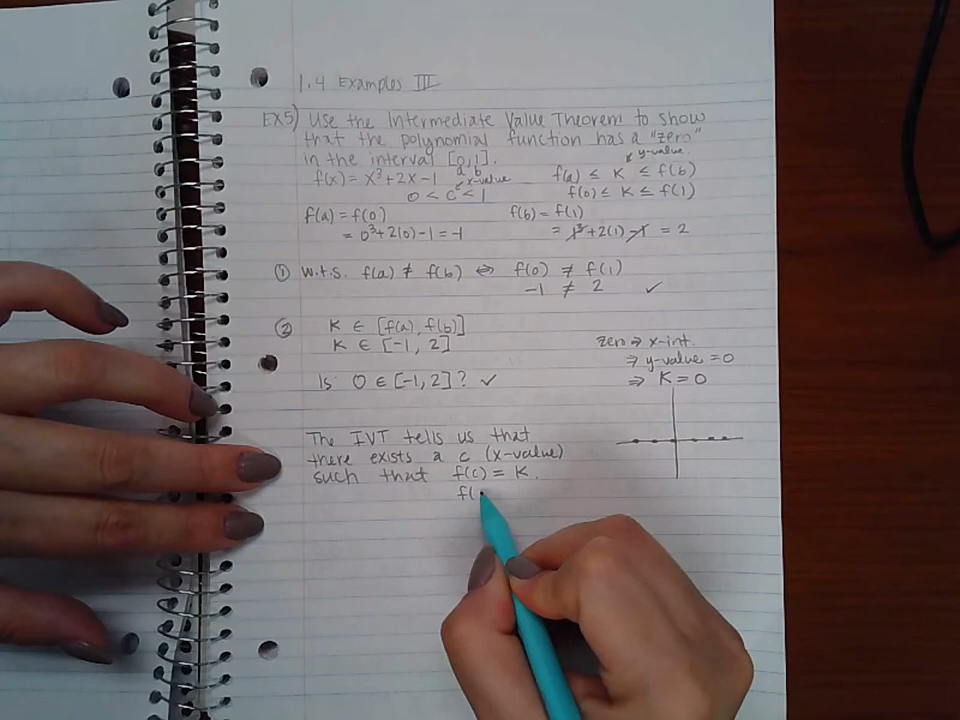 1.4 Examples III
EX5) Use the Intermediate Value Theorem to show
that the polynomial function has a "zero"
in the interval [0,1].
a b
y-value
f(x) = x³+2x-1
x-value
f(a) ≤ K ≤ f(b)
0 < c < 1
f(0) ≤ K ≤ f(1)
f(a) = f(0)
= 0³+2(0)-1 = -1
f(b) = f(1)
= 1³+2(1)-1 = 2
① W.T.S. f(a) ≠ f(b) ⇔ f(0) ≠ f(1)
-1 ≠ 2 ✓
② K ∈ [f(a), f(b)]
K ∈ [-1, 2]
Is 0 ∈ [-1, 2]? ✓
zero ⇒ x-int.
⇒ y-value = 0
⇒ K = 0
The IVT tells us that
there exists a c (x-value)
such that f(c) = K.
f(